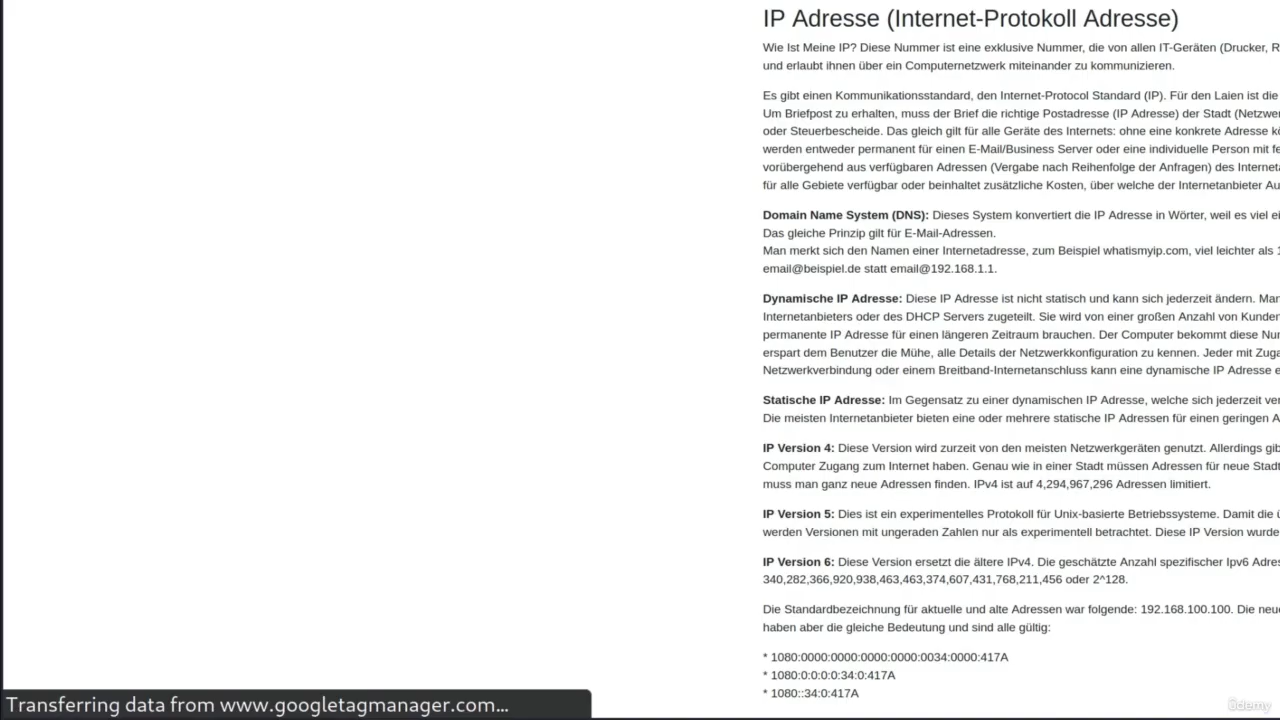 IP Adresse (Internet-Protokoll Adresse)
Wie Ist Meine IP? Diese Nummer ist eine exklusive Nummer, die von allen IT-Geräten (Drucker, R
und erlaubt ihnen über ein Computernetzwerk miteinander zu kommunizieren.
Es gibt einen Kommunikationsstandard, den Internet-Protocol Standard (IP). Für den Laien ist die
Um Briefpost zu erhalten, muss der Brief die richtige Postadresse (IP Adresse) der Stadt (Netzwer
oder Steuerbescheide. Das gleich gilt für alle Geräte des Internets: ohne eine konkrete Adresse kö
werden entweder permanent für einen E-Mail/Business Server oder eine individuelle Person mit fe
vorübergehend aus verfügbaren Adressen (Vergabe nach Reihenfolge der Anfragen) des Interneta
für alle Gebiete verfügbar oder beinhaltet zusätzliche Kosten, über welche der Internetanbieter Au
Domain Name System (DNS): Dieses System konvertiert die IP Adresse in Wörter, weil es viel ei
Das gleiche Prinzip gilt für E-Mail-Adressen.
Man merkt sich den Namen einer Internetadresse, zum Beispiel whatismyip.com, viel leichter als 1
email@beispiel.de statt email@192.168.1.1.
Dynamische IP Adresse: Diese IP Adresse ist nicht statisch und kann sich jederzeit ändern. Man
Internetanbieters oder des DHCP Servers zugeteilt. Sie wird von einer großen Anzahl von Kunden
permanente IP Adresse für einen längeren Zeitraum brauchen. Der Computer bekommt diese Num
erspart dem Benutzer die Mühe, alle Details der Netzwerkkonfiguration zu kennen. Jeder mit Zuga
Netzwerkverbindung oder einem Breitband-Internetanschluss kann eine dynamische IP Adresse e
Statische IP Adresse: Im Gegensatz zu einer dynamischen IP Adresse, welche sich jederzeit ver
Die meisten Internetanbieter bieten eine oder mehrere statische IP Adressen für einen geringen A
IP Version 4: Diese Version wird zurzeit von den meisten Netzwerkgeräten genutzt. Allerdings gib
Computer Zugang zum Internet haben. Genau wie in einer Stadt müssen Adressen für neue Stadt
muss man ganz neue Adressen finden. IPv4 ist auf 4,294,967,296 Adressen limitiert.
IP Version 5: Dies ist ein experimentelles Protokoll für Unix-basierte Betriebssysteme. Damit die ü
werden Versionen mit ungeraden Zahlen nur als experimentell betrachtet. Diese IP Version wurde
IP Version 6: Diese Version ersetzt die ältere IPv4. Die geschätzte Anzahl spezifischer Ipv6 Adres
340,282,366,920,938,463,463,374,607,431,768,211,456 oder 2^128.
Die Standardbezeichnung für aktuelle und alte Adressen war folgende: 192.168.100.100. Die neue
haben aber die gleiche Bedeutung und sind alle gültig:
* 1080:0000:0000:0000:0000:0034:0000:417A
* 1080:0:0:0:0:34:0:417A
* 1080::34:0:417A
Transferring data from www.googletagmanager.com…
ûdemy